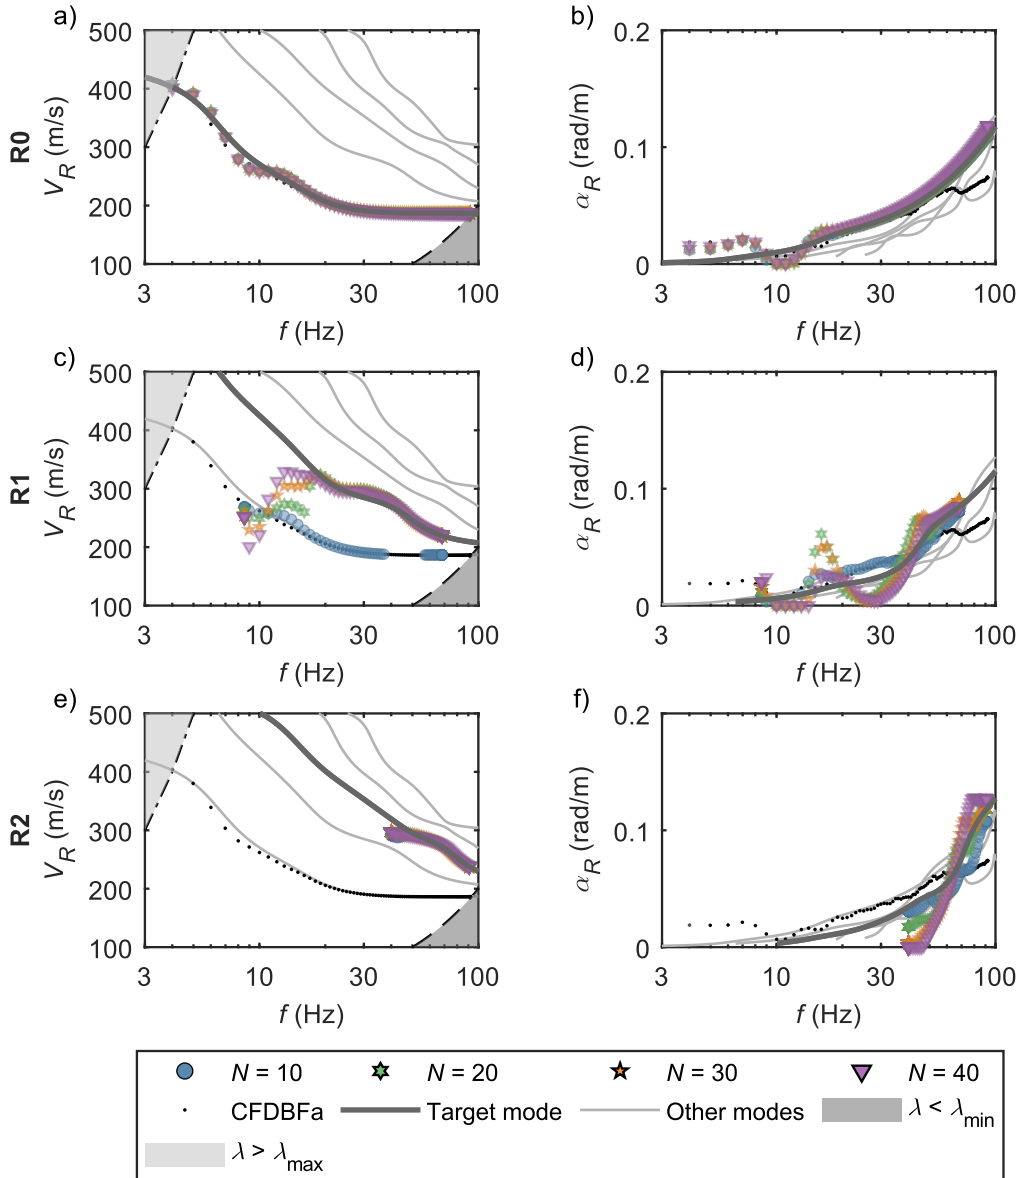 a)
b)
R0
V_R (m/s)
500
400
300
200
100
3
10
30
100
f (Hz)
α_R (rad/m)
0.2
0.1
0
3
10
30
100
f (Hz)
c)
d)
R1
V_R (m/s)
500
400
300
200
100
3
10
30
100
f (Hz)
α_R (rad/m)
0.2
0.1
0
3
10
30
100
f (Hz)
e)
f)
R2
V_R (m/s)
500
400
300
200
100
3
10
30
100
f (Hz)
α_R (rad/m)
0.2
0.1
0
3
10
30
100
f (Hz)
N = 10 N = 20 N = 30 N = 40
CFDBFa Target mode Other modes λ < λ_min
λ > λ_max